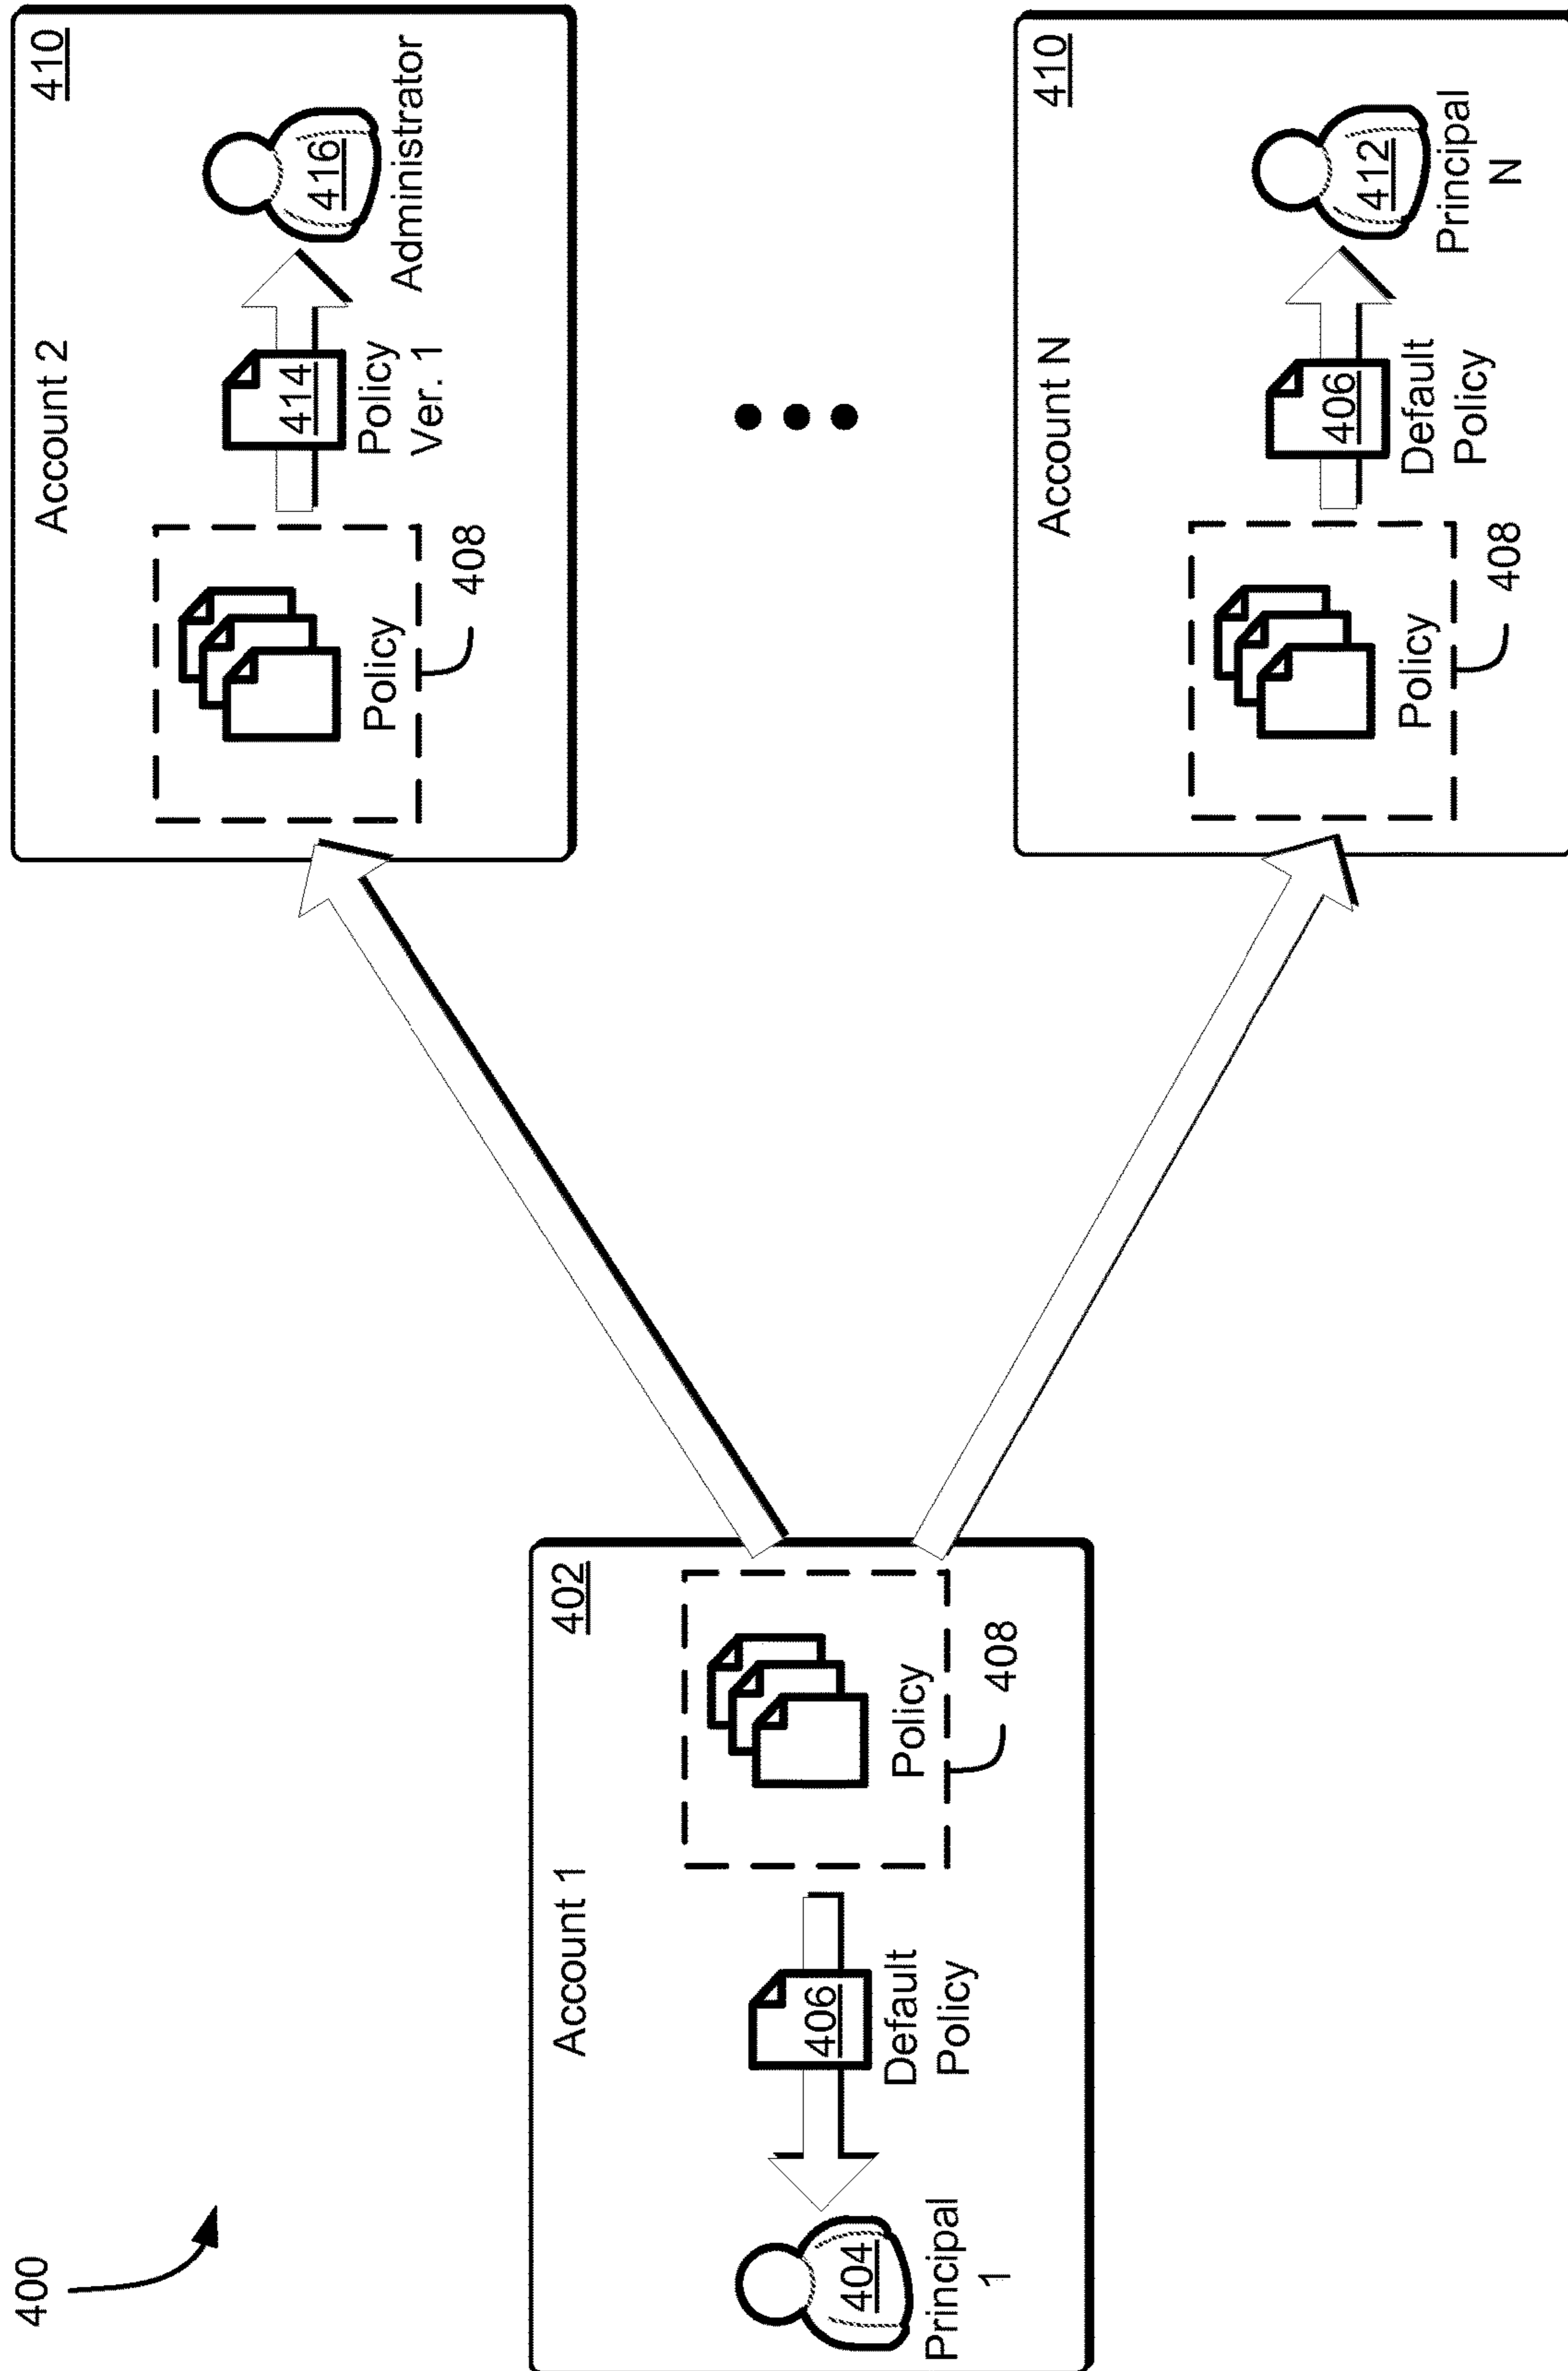 400
Account 1
402
404
Principal
1
406
Default
Policy
Policy
408
Account 2
410
Policy
408
414
Policy
Ver. 1
416
Administrator
Account N
410
Policy
408
406
Default
Policy
412
Principal
N